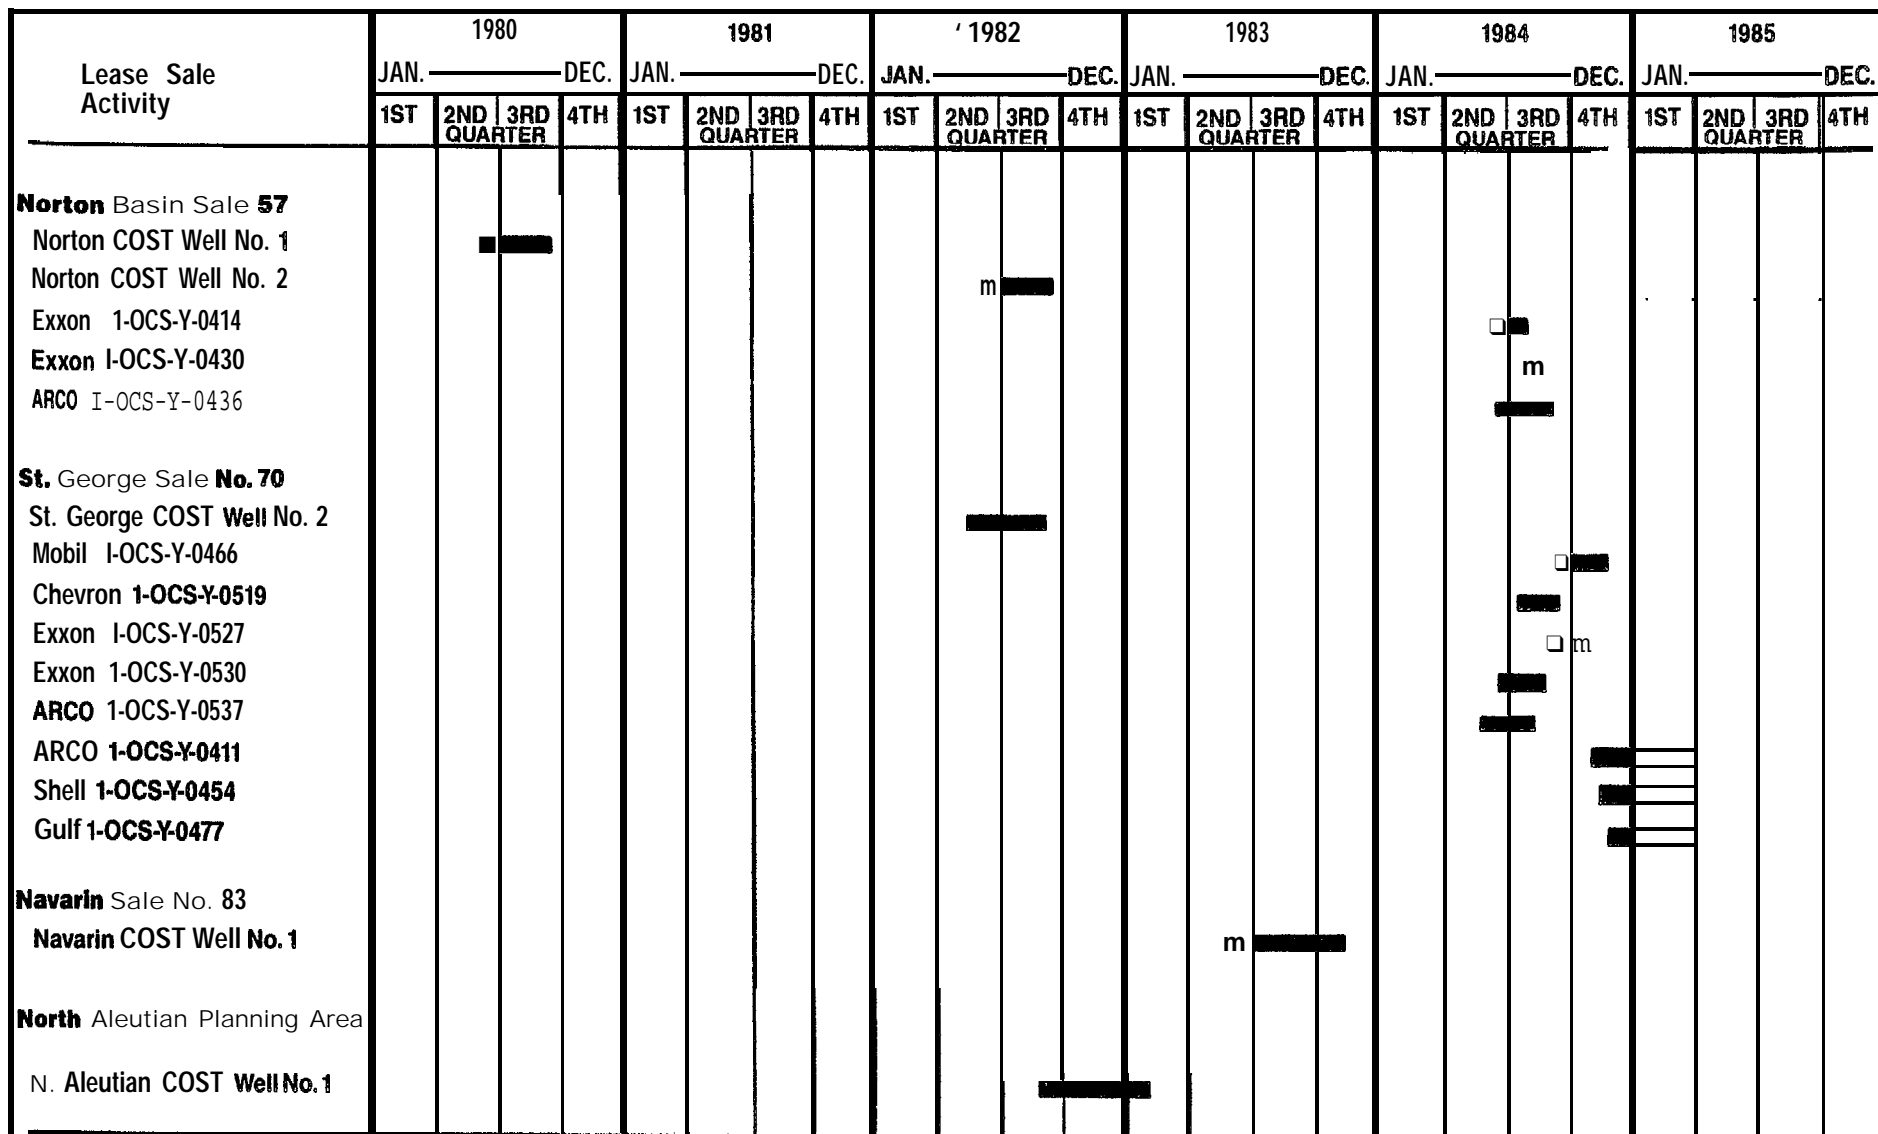 1980 1981 ' 1982 1983 1984 1985
Lease Sale
Activity
JAN. DEC. JAN. DEC. JAN. DEC. JAN. DEC. JAN. DEC. JAN. DEC.
1ST 2ND 3RD 4TH 1ST 2ND 3RD 4TH 1ST 2ND 3RD 4TH 1ST 2ND 3RD 4TH 1ST 2ND 3RD 4TH 1ST 2ND 3RD 4TH
QUARTER QUARTER QUARTER QUARTER QUARTER QUARTER
Norton Basin Sale 57
Norton COST Well No. 1
Norton COST Well No. 2 m
Exxon 1-OCS-Y-0414
Exxon I-OCS-Y-0430 m
ARCO I-OCS-Y-0436
St. George Sale No. 70
St. George COST Well No. 2
Mobil I-OCS-Y-0466
Chevron 1-OCS-Y-0519
Exxon I-OCS-Y-0527 m
Exxon 1-OCS-Y-0530
ARCO 1-OCS-Y-0537
ARCO 1-OCS-Y-0411
Shell 1-OCS-Y-0454
Gulf 1-OCS-Y-0477
Navarin Sale No. 83
Navarin COST Well No. 1 m
North Aleutian Planning Area
N. Aleutian COST Well No. 1